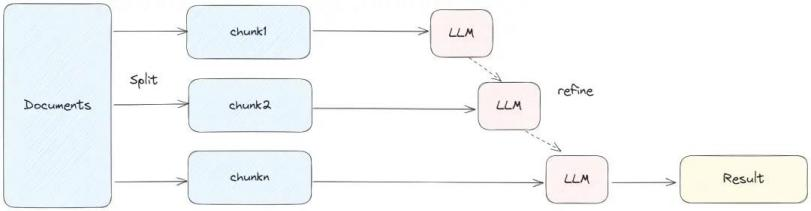 chunk1
LLM
Split
Documents
chunk2
LLM
refine
chunkn
LLM
Result